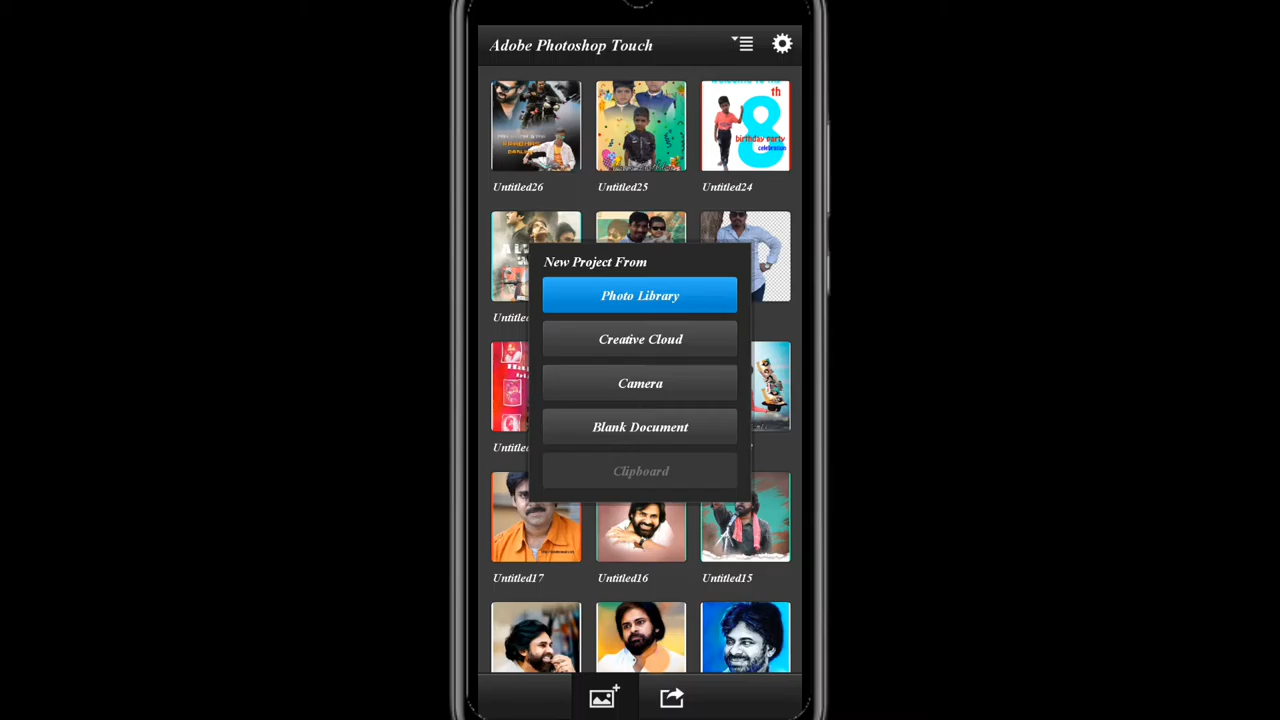 Adobe Photoshop Touch
th
8
birthday party
celebration
Untitled26
Untitled25
Untitled24
New Project From
Photo Library
Creative Cloud
Camera
Blank Document
Clipboard
Untitled17
Untitled16
Untitled15